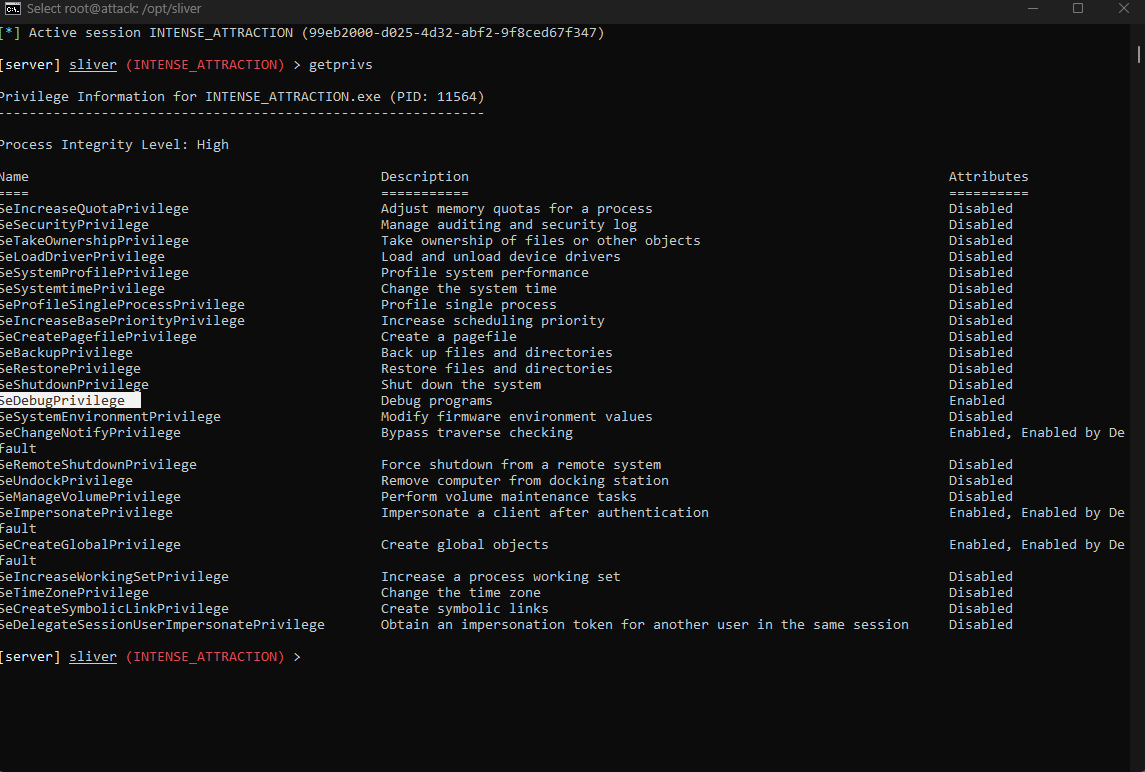 Select root@attack: /opt/sliver
[*] Active session INTENSE_ATTRACTION (99eb2000-d025-4d32-abf2-9f8ced67f347)
[server] sliver (INTENSE_ATTRACTION) > getprivs
Privilege Information for INTENSE_ATTRACTION.exe (PID: 11564)
-------------------------------------------------------------
Process Integrity Level: High
Name Description Attributes
==== =========== ==========
SeIncreaseQuotaPrivilege Adjust memory quotas for a process Disabled
SeSecurityPrivilege Manage auditing and security log Disabled
SeTakeOwnershipPrivilege Take ownership of files or other objects Disabled
SeLoadDriverPrivilege Load and unload device drivers Disabled
SeSystemProfilePrivilege Profile system performance Disabled
SeSystemtimePrivilege Change the system time Disabled
SeProfileSingleProcessPrivilege Profile single process Disabled
SeIncreaseBasePriorityPrivilege Increase scheduling priority Disabled
SeCreatePagefilePrivilege Create a pagefile Disabled
SeBackupPrivilege Back up files and directories Disabled
SeRestorePrivilege Restore files and directories Disabled
SeShutdownPrivilege Shut down the system Disabled
SeDebugPrivilege Debug programs Enabled
SeSystemEnvironmentPrivilege Modify firmware environment values Disabled
SeChangeNotifyPrivilege Bypass traverse checking Enabled, Enabled by De
fault
SeRemoteShutdownPrivilege Force shutdown from a remote system Disabled
SeUndockPrivilege Remove computer from docking station Disabled
SeManageVolumePrivilege Perform volume maintenance tasks Disabled
SeImpersonatePrivilege Impersonate a client after authentication Enabled, Enabled by De
fault
SeCreateGlobalPrivilege Create global objects Enabled, Enabled by De
fault
SeIncreaseWorkingSetPrivilege Increase a process working set Disabled
SeTimeZonePrivilege Change the time zone Disabled
SeCreateSymbolicLinkPrivilege Create symbolic links Disabled
SeDelegateSessionUserImpersonatePrivilege Obtain an impersonation token for another user in the same session Disabled
[server] sliver (INTENSE_ATTRACTION) >